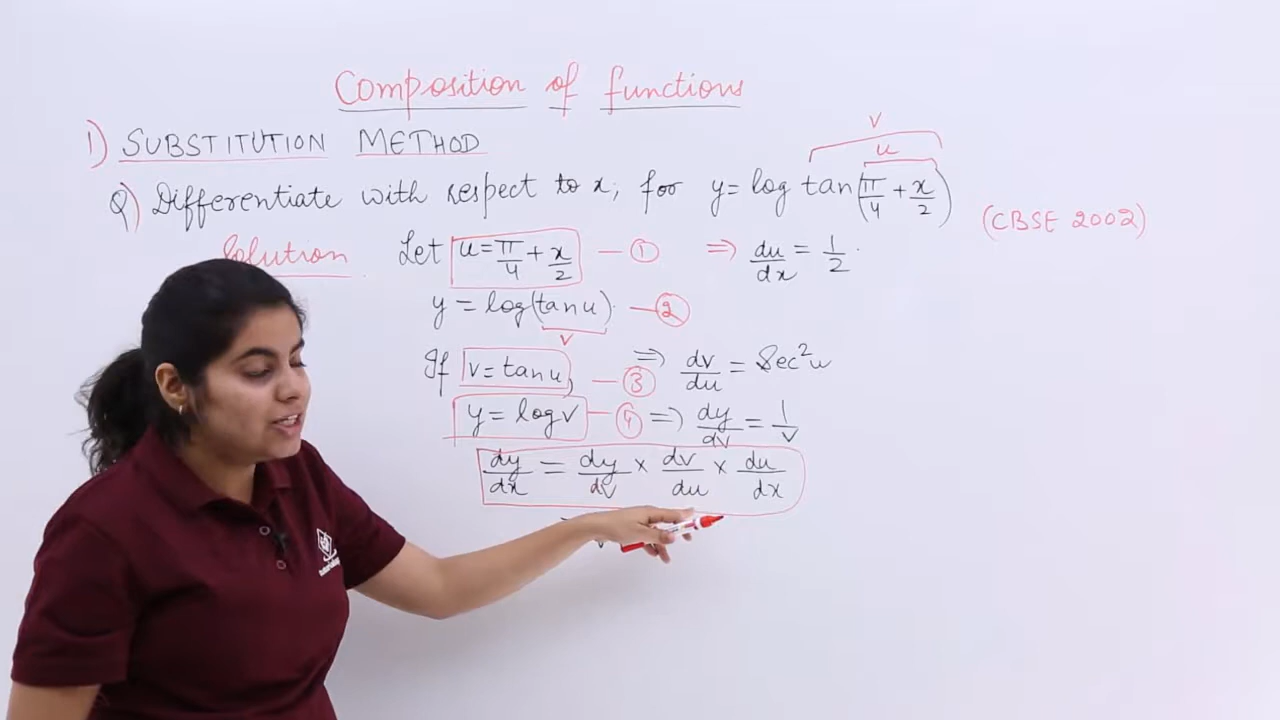 Composition of functions
1) SUBSTITUTION METHOD
v
u
Q) Differentiate with respect to x, for y = log tan(π/4 + x/2)
(CBSE 2002)
Solution Let u = π/4 + x/2 — ① ⇒ du/dx = 1/2.
y = log(tan u). — ②
v
If v = tan u, — ③ ⇒ dv/du = Sec²u
y = log v — ④ ⇒ dy/dv = 1/v
dy/dx = dy/dv × dv/du × du/dx